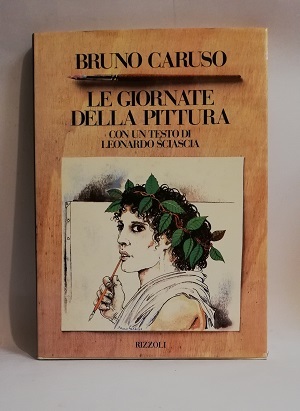 BRUNO CARUSO
LE GIORNATE
DELLA PITTURA
CON UN TESTO DI
LEONARDO SCIASCIA
RIZZOLI